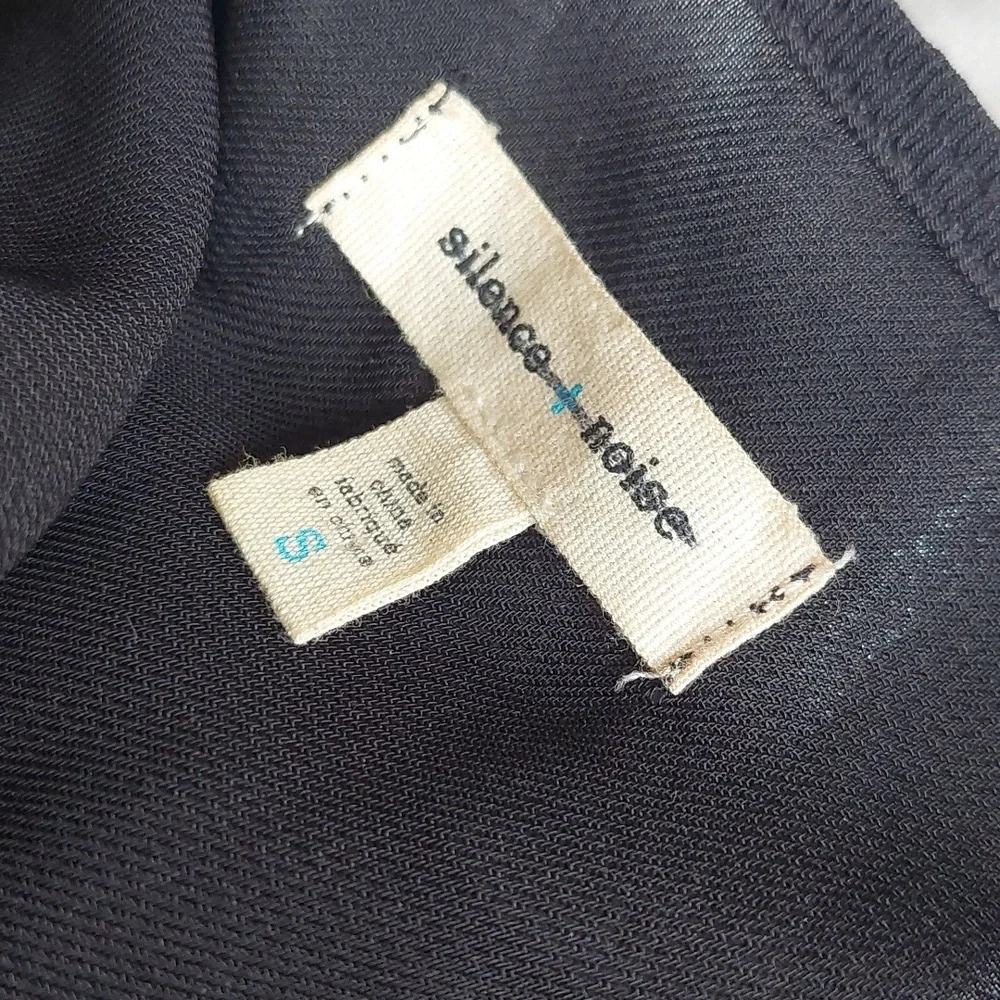 silence + noise
made in
china
fabriqué
en chine
S